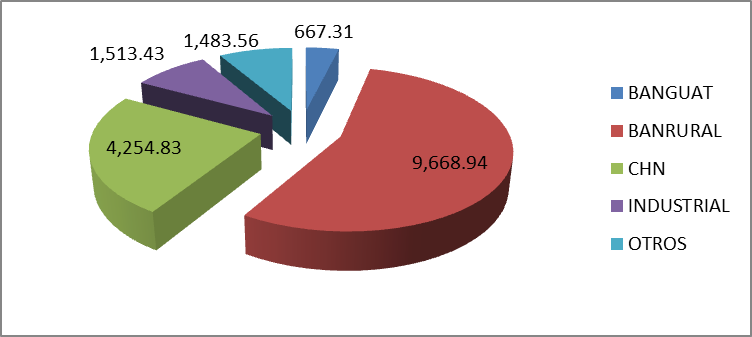 667.31
1,483.56
1,513.43
4,254.83
9,668.94
BANGUAT
BANRURAL
CHN
INDUSTRIAL
OTROS